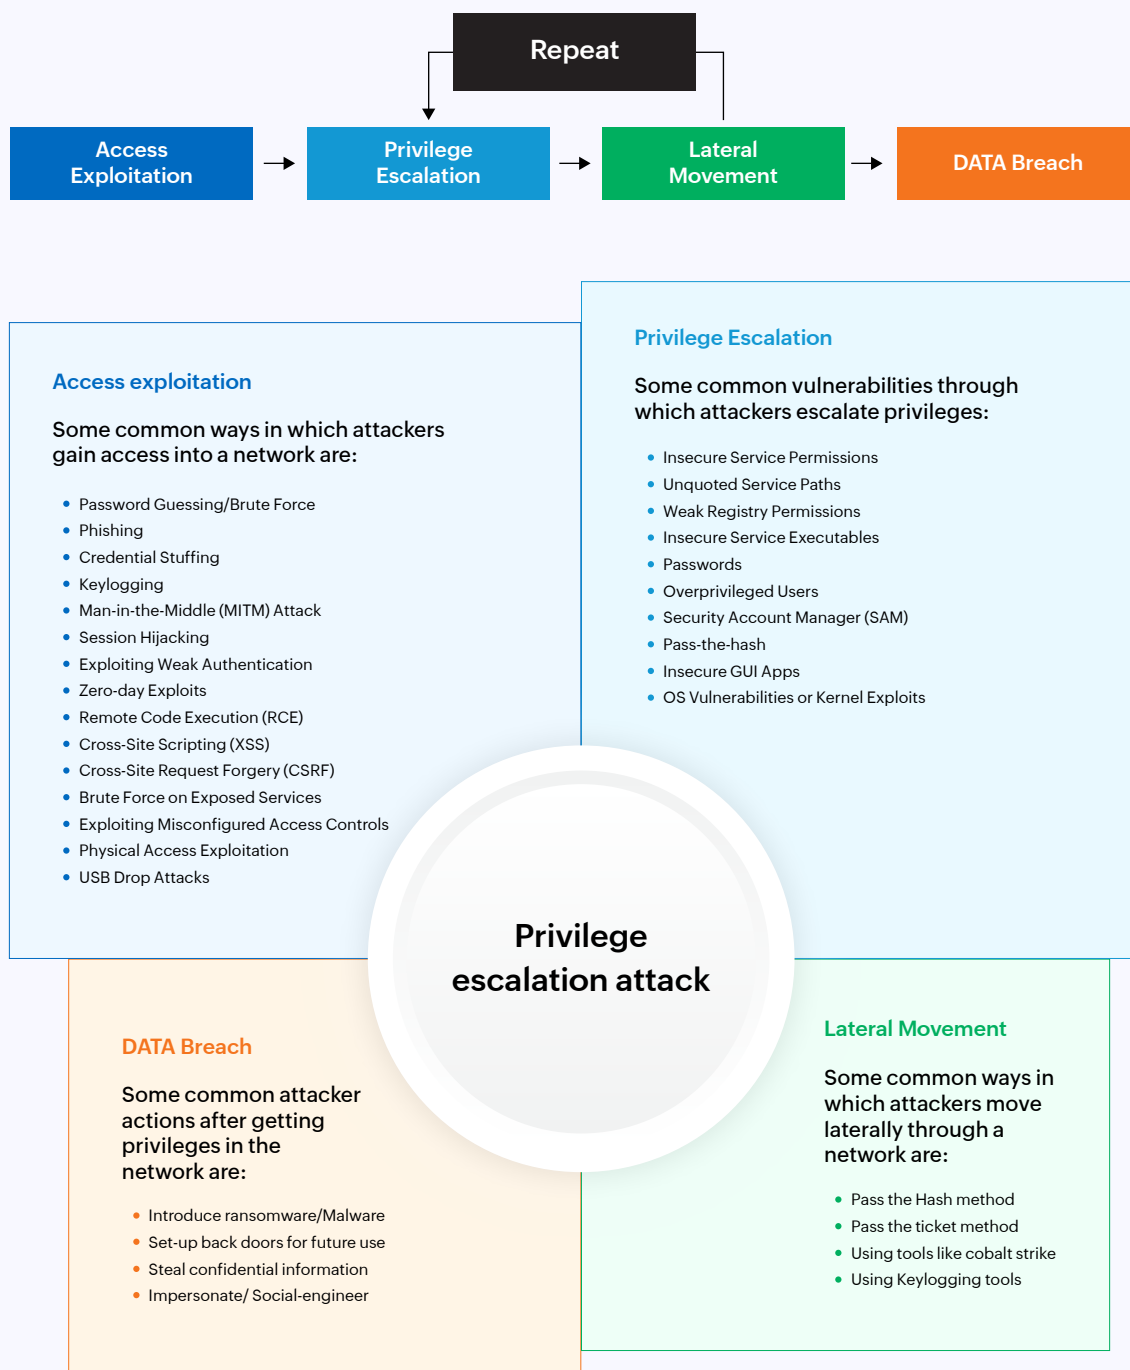 Repeat
Access
Exploitation
Privilege
Escalation
Lateral
Movement
DATA Breach
Access exploitation
Some common ways in which attackers
gain access into a network are:
• Password Guessing/Brute Force
• Phishing
• Credential Stuffing
• Keylogging
• Man-in-the-Middle (MITM) Attack
• Session Hijacking
• Exploiting Weak Authentication
• Zero-day Exploits
• Remote Code Execution (RCE)
• Cross-Site Scripting (XSS)
• Cross-Site Request Forgery (CSRF)
• Brute Force on Exposed Services
• Exploiting Misconfigured Access Controls
• Physical Access Exploitation
• USB Drop Attacks
Privilege Escalation
Some common vulnerabilities through
which attackers escalate privileges:
• Insecure Service Permissions
• Unquoted Service Paths
• Weak Registry Permissions
• Insecure Service Executables
• Passwords
• Overprivileged Users
• Security Account Manager (SAM)
• Pass-the-hash
• Insecure GUI Apps
• OS Vulnerabilities or Kernel Exploits
Privilege
escalation attack
DATA Breach
Some common attacker
actions after getting
privileges in the
network are:
• Introduce ransomware/Malware
• Set-up back doors for future use
• Steal confidential information
• Impersonate/ Social-engineer
Lateral Movement
Some common ways in
which attackers move
laterally through a
network are:
• Pass the Hash method
• Pass the ticket method
• Using tools like cobalt strike
• Using Keylogging tools